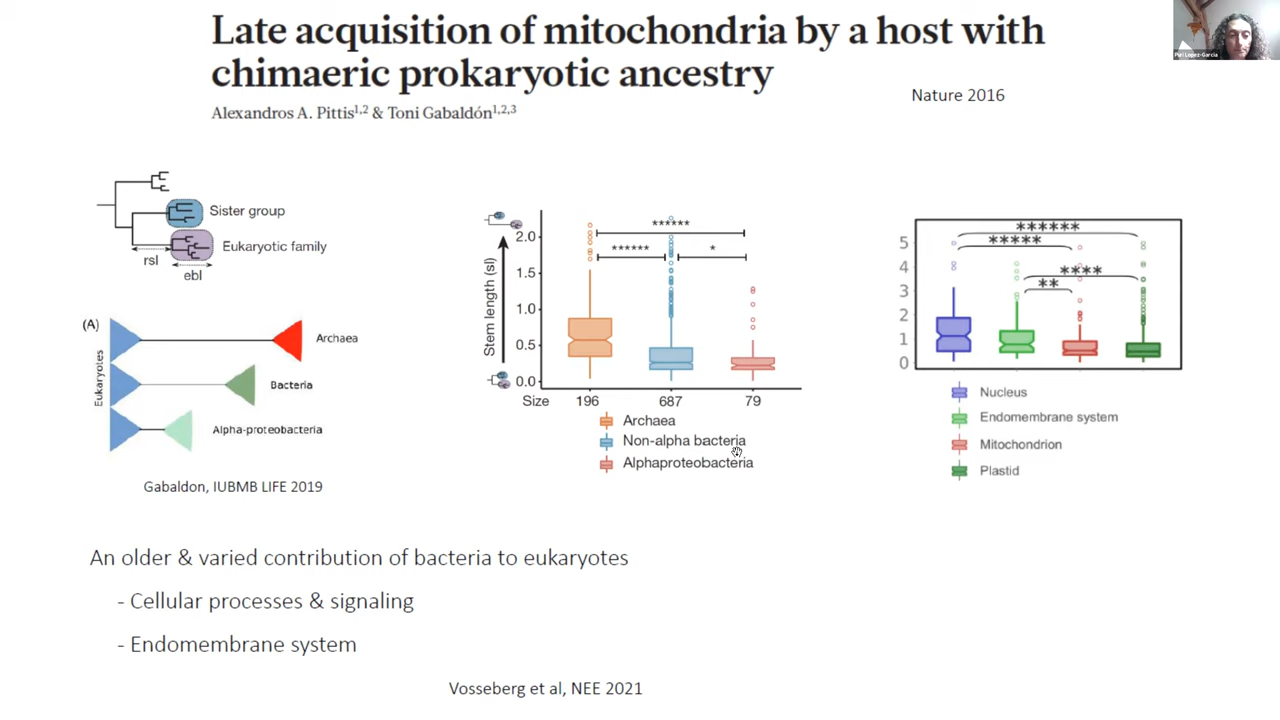 Late acquisition of mitochondria by a host with
chimaeric prokaryotic ancestry
Alexandros A. Pittis1,2 & Toni Gabaldón1,2,3
Nature 2016
Puri Lopez-Garcia
Sister group
Eukaryotic family
rsl
ebl
(A)
Eukaryotes
Archaea
Bacteria
Alpha-proteobacteria
Gabaldon, IUBMB LIFE 2019
Stem length (sl)
2.0
1.5
1.0
0.5
0.0
******
****** *
Size 196 687 79
Archaea
Non-alpha bacteria
Alphaproteobacteria
5
4
3
2
1
0
******
*****
****
**
Nucleus
Endomembrane system
Mitochondrion
Plastid
An older & varied contribution of bacteria to eukaryotes
- Cellular processes & signaling
- Endomembrane system
Vosseberg et al, NEE 2021